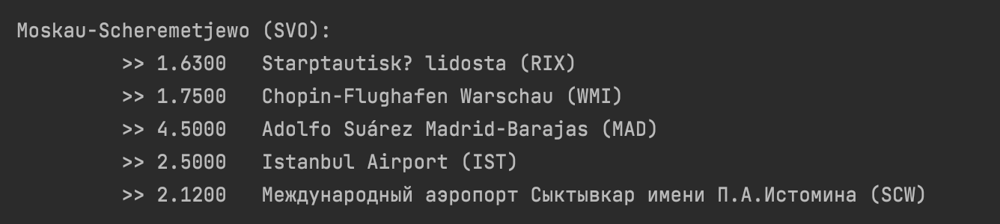 Moskau-Scheremetjewo (SVO):
>> 1.6300 Starptautisk? lidosta (RIX)
>> 1.7500 Chopin-Flughafen Warschau (WMI)
>> 4.5000 Adolfo Suárez Madrid-Barajas (MAD)
>> 2.5000 Istanbul Airport (IST)
>> 2.1200 Международный аэропорт Сыктывкар имени П.А.Истомина (SCW)